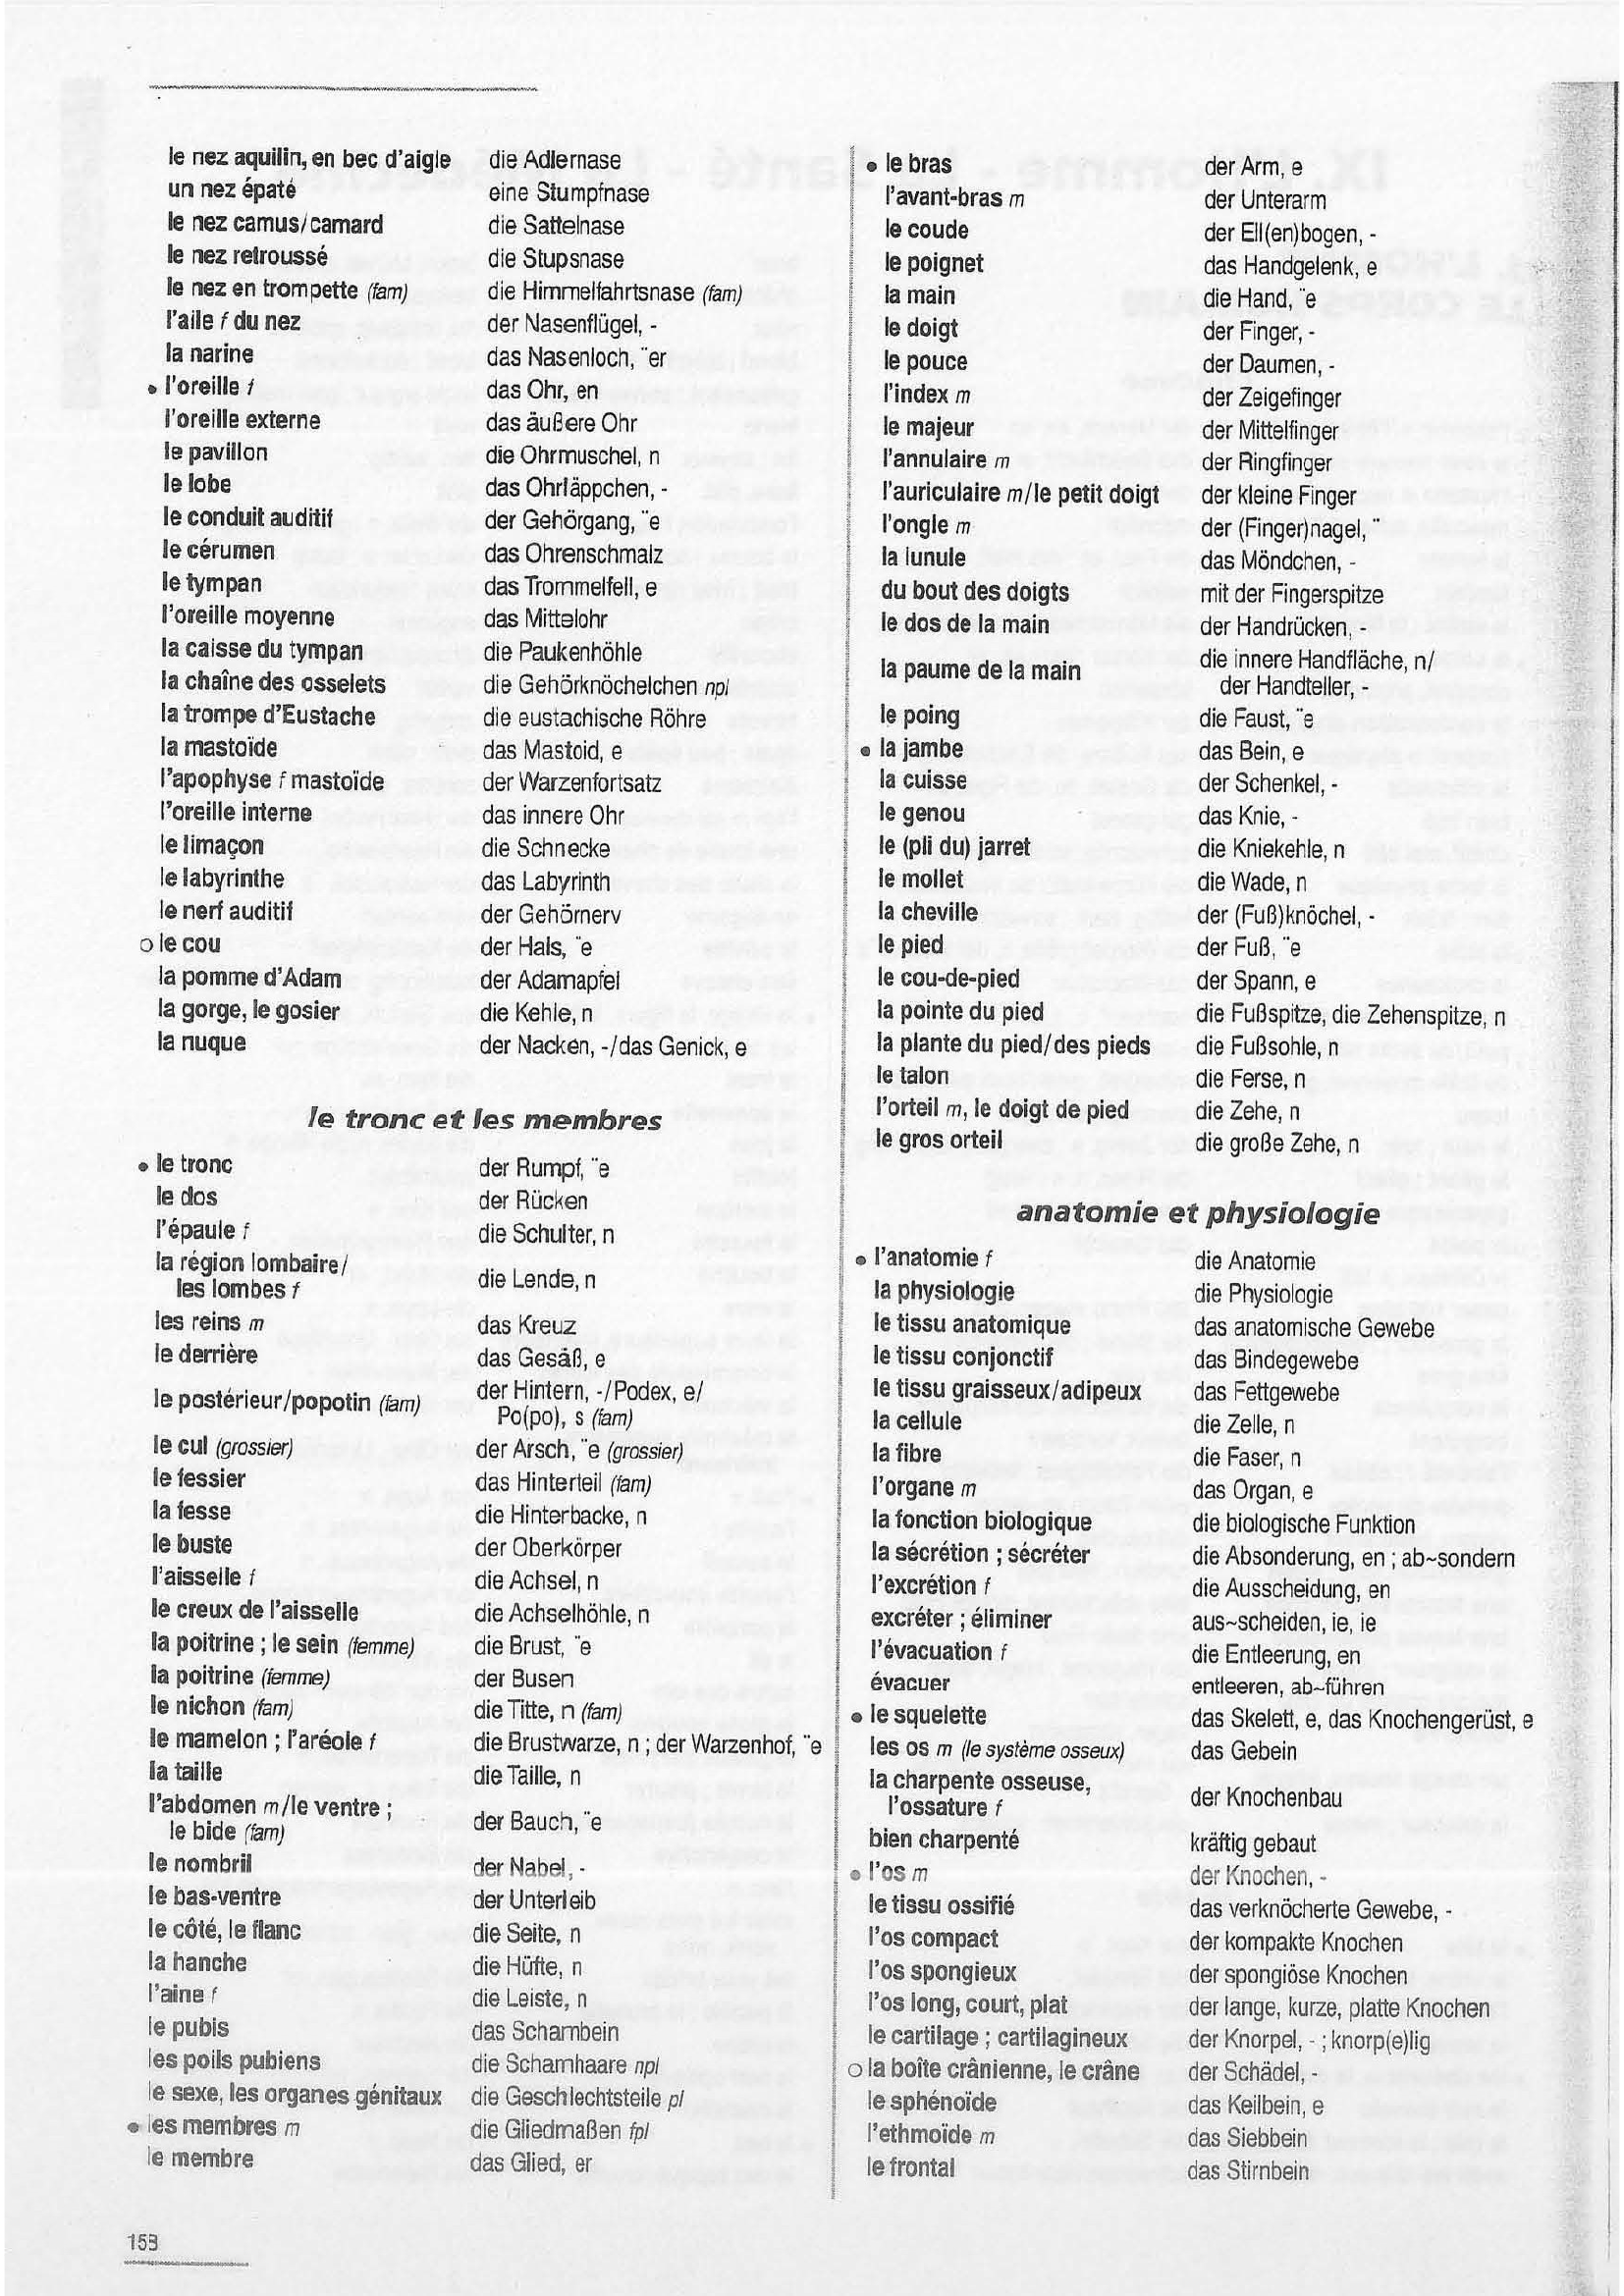 le nez aquilin, en bec d'aigle die Adlernase
un nez épaté eine Stumpfnase
le nez camus/camard die Sattelnase
le nez retroussé die Stupsnase
le nez en trompette (fam) die Himmelfahrtsnase (fam)
l'aile f du nez der Nasenflügel, -
la narine das Nasenloch, ¨er
• l'oreille f das Ohr, en
l'oreille externe das äußere Ohr
le pavillon die Ohrmuschel, n
le lobe das Ohrläppchen, -
le conduit auditif der Gehörgang, ¨e
le cérumen das Ohrenschmalz
le tympan das Trommelfell, e
l'oreille moyenne das Mittelohr
la caisse du tympan die Paukenhöhle
la chaîne des osselets die Gehörknöchelchen npl
la trompe d'Eustache die eustachische Röhre
la mastoïde das Mastoid, e
l'apophyse f mastoïde der Warzenfortsatz
l'oreille interne das innere Ohr
le limaçon die Schnecke
le labyrinthe das Labyrinth
le nerf auditif der Gehörnerv
o le cou der Hals, ¨e
la pomme d'Adam der Adamapfel
la gorge, le gosier die Kehle, n
la nuque der Nacken, -/das Genick, e
le tronc et les membres
• le tronc der Rumpf, ¨e
le dos der Rücken
l'épaule f die Schulter, n
la région lombaire/
les lombes f die Lende, n
les reins m das Kreuz
le derrière das Gesäß, e
le postérieur/popotin (fam) der Hintern, -/Podex, e/
Po(po), s (fam)
le cul (grossier) der Arsch, ¨e (grossier)
le fessier das Hinterteil (fam)
la fesse die Hinterbacke, n
le buste der Oberkörper
l'aisselle f die Achsel, n
le creux de l'aisselle die Achselhöhle, n
la poitrine ; le sein (femme) die Brust, ¨e
la poitrine (femme) der Busen
le nichon (fam) die Titte, n (fam)
le mamelon ; l'aréole f die Brustwarze, n ; der Warzenhof, ¨e
la taille die Taille, n
l'abdomen m/le ventre ;
le bide (fam) der Bauch, ¨e
le nombril der Nabel, -
le bas-ventre der Unterleib
le côté, le flanc die Seite, n
la hanche die Hüfte, n
l'aine f die Leiste, n
le pubis das Schambein
les poils pubiens die Schamhaare npl
le sexe, les organes génitaux die Geschlechtsteile pl
• les membres m die Gliedmaßen fpl
le membre das Glied, er
• le bras der Arm, e
l'avant-bras m der Unterarm
le coude der Ell(en)bogen, -
le poignet das Handgelenk, e
la main die Hand, ¨e
le doigt der Finger, -
le pouce der Daumen, -
l'index m der Zeigefinger
le majeur der Mittelfinger
l'annulaire m der Ringfinger
l'auriculaire m/le petit doigt der kleine Finger
l'ongle m der (Finger)nagel, ¨
la lunule das Möndchen, -
du bout des doigts mit der Fingerspitze
le dos de la main der Handrücken, -
la paume de la main die innere Handfläche, n/
der Handteller, -
le poing die Faust, ¨e
• la jambe das Bein, e
la cuisse der Schenkel, -
le genou das Knie, -
le (pli du) jarret die Kniekehle, n
le mollet die Wade, n
la cheville der (Fuß)knöchel, -
le pied der Fuß, ¨e
le cou-de-pied der Spann, e
la pointe du pied die Fußspitze, die Zehenspitze, n
la plante du pied/des pieds die Fußsohle, n
le talon die Ferse, n
l'orteil m, le doigt de pied die Zehe, n
le gros orteil die große Zehe, n
anatomie et physiologie
• l'anatomie f die Anatomie
la physiologie die Physiologie
le tissu anatomique das anatomische Gewebe
le tissu conjonctif das Bindegewebe
le tissu graisseux/adipeux das Fettgewebe
la cellule die Zelle, n
la fibre die Faser, n
l'organe m das Organ, e
la fonction biologique die biologische Funktion
la sécrétion ; sécréter die Absonderung, en ; ab~sondern
l'excrétion f die Ausscheidung, en
excréter ; éliminer aus~scheiden, ie, ie
l'évacuation f die Entleerung, en
évacuer entleeren, ab~führen
• le squelette das Skelett, e, das Knochengerüst, e
les os m (le système osseux) das Gebein
la charpente osseuse,
l'ossature f der Knochenbau
bien charpenté kräftig gebaut
• l'os m der Knochen, -
le tissu ossifié das verknöcherte Gewebe, -
l'os compact der kompakte Knochen
l'os spongieux der spongiöse Knochen
l'os long, court, plat der lange, kurze, platte Knochen
le cartilage ; cartilagineux der Knorpel, - ; knorp(e)lig
o la boîte crânienne, le crâne der Schädel, -
le sphénoïde das Keilbein, e
l'ethmoïde m das Siebbein
le frontal das Stirnbein
153